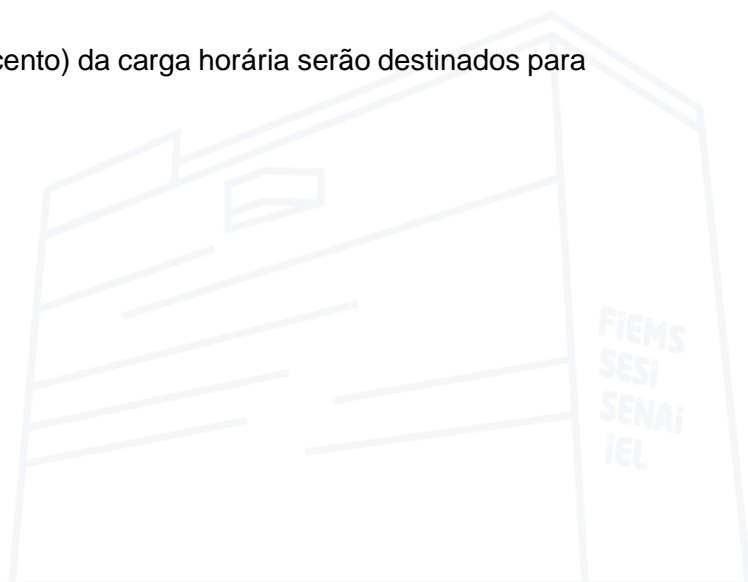 cento) da carga horária serão destinados para
FiEMS
SESi
SENAi
iEL